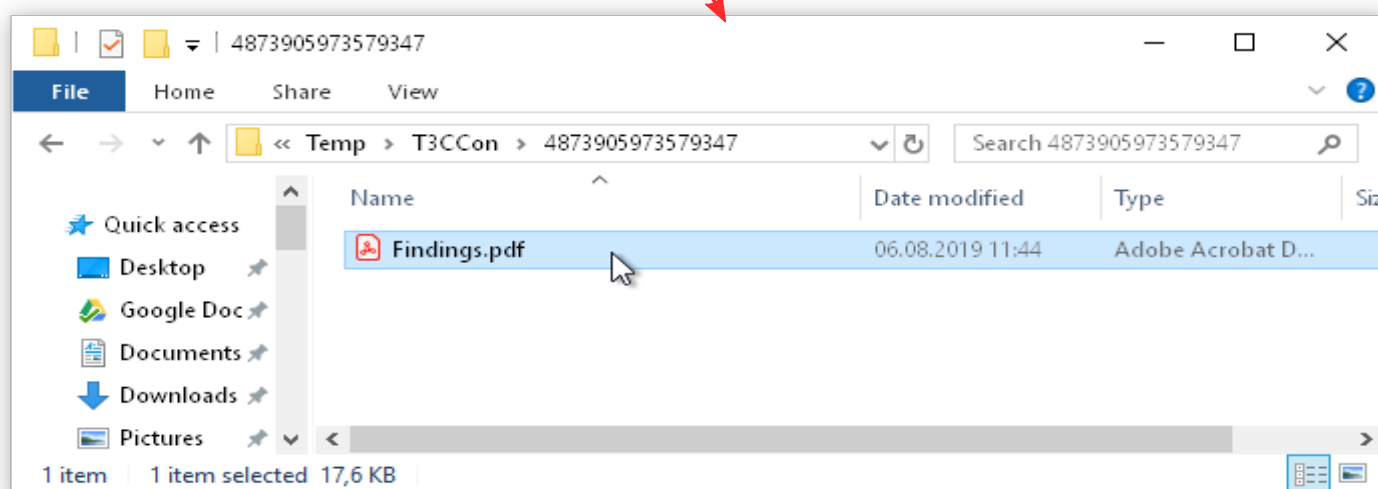 4873905973579347
File Home Share View
« Temp > T3CCon > 4873905973579347 Search 4873905973579347
Name Date modified Type Siz
Quick access
Findings.pdf 06.08.2019 11:44 Adobe Acrobat D...
Desktop
Google Doc
Documents
Downloads
Pictures
1 item 1 item selected 17,6 KB